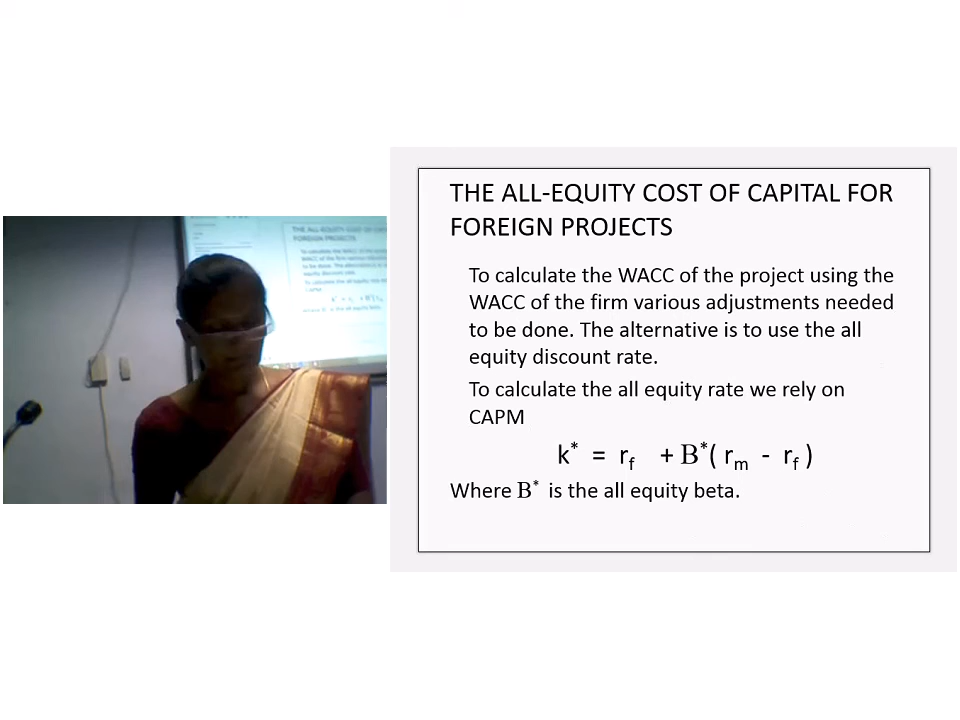 THE ALL-EQUITY COST OF CAPITAL FOR
FOREIGN PROJECTS
To calculate the WACC of the project using the
WACC of the firm various adjustments needed
to be done. The alternative is to use the all
equity discount rate.
To calculate the all equity rate we rely on
CAPM
k* = rf + B*( rm - rf )
Where B* is the all equity beta.